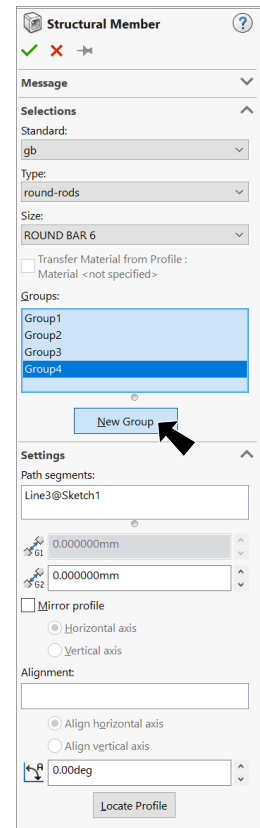 Structural Member
?
Message
Selections
Standard:
gb
Type:
round-rods
Size:
ROUND BAR 6
Transfer Material from Profile :
Material <not specified>
Groups:
Group1
Group2
Group3
Group4
New Group
Settings
Path segments:
Line3@Sketch1
G1 0.000000mm
G2 0.000000mm
Mirror profile
Horizontal axis
Vertical axis
Alignment:
Align horizontal axis
Align vertical axis
A 0.00deg
Locate Profile